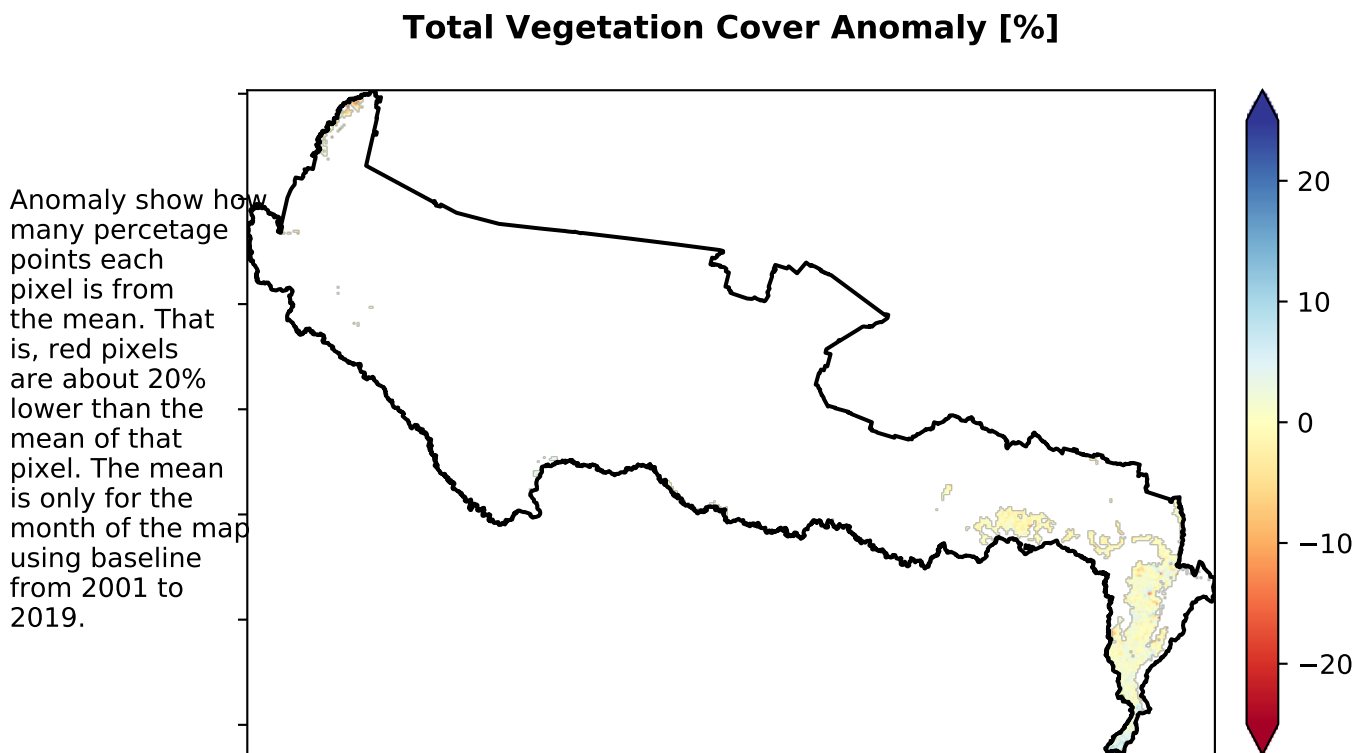 Total Vegetation Cover Anomaly [%]
Anomaly show how
many percetage
points each
pixel is from
the mean. That
is, red pixels
are about 20%
lower than the
mean of that
pixel. The mean
is only for the
month of the map
using baseline
from 2001 to
2019.
20
10
0
−10
−20